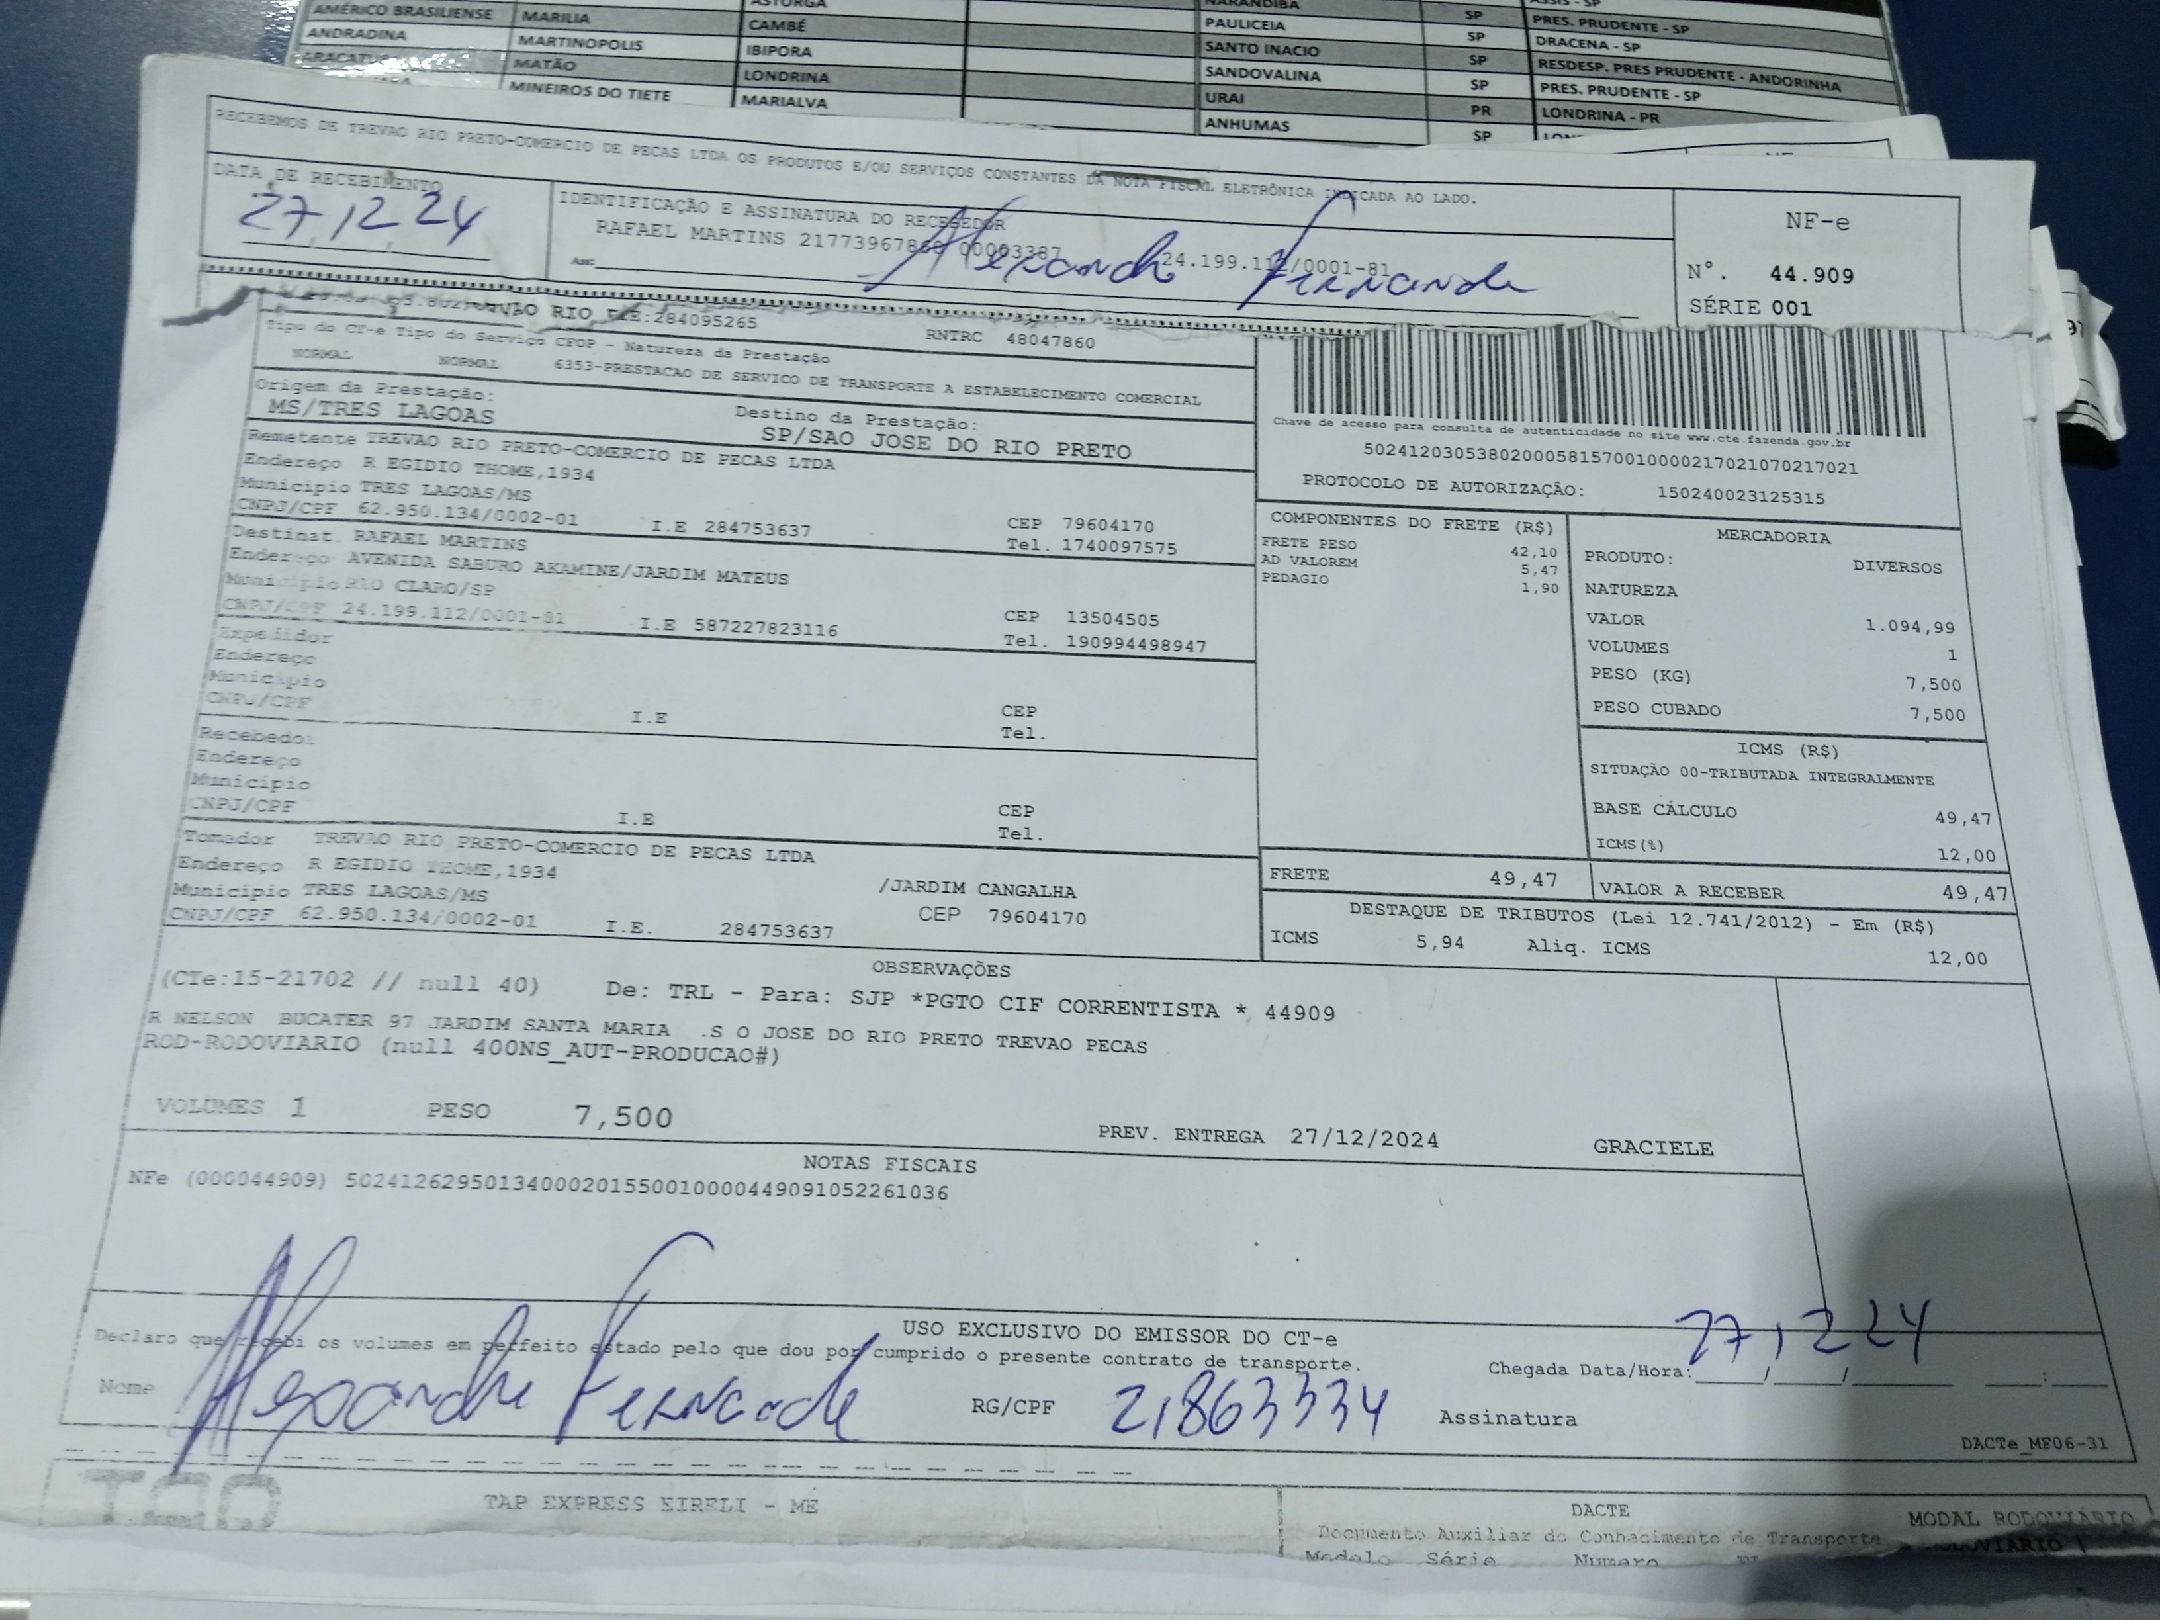 ASTORGA
NARANDIBA
ASSIS - SP
AMÉRICO BRASILIENSE MARILIA CAMBÉ PAULICEIA SP PRES. PRUDENTE - SP
ANDRADINA MARTINOPOLIS IBIPORA SANTO INACIO SP DRACENA - SP
MATÃO LONDRINA SANDOVALINA SP RESDESP. PRES PRUDENTE - ANDORINHA
MINEIROS DO TIETE MARIALVA URAI SP PRES. PRUDENTE - SP
PR LONDRINA - PR
ANHUMAS SP
RECEBEMOS DE TREVAO RIO PRETO-COMERCIO DE PECAS LTDA OS PRODUTOS E/OU SERVIÇOS CONSTANTES DA NOTA FISCAL ELETRÔNICA INDICADA AO LADO.
DATA DE RECEBIMENTO
27,12,24
IDENTIFICAÇÃO E ASSINATURA DO RECEBEDOR
RAFAEL MARTINS 21773967860 00003387 24.199.112/0001-81
Ass:
Alexandre Fernande
NF-e
N°. 44.909
SÉRIE 001
RIO IE:284095265 RNTRC 48047860
Tipo do CT-e Tipo do Serviço CFOP - Natureza da Prestação
NORMAL NORMAL 6353-PRESTACAO DE SERVICO DE TRANSPORTE A ESTABELECIMENTO COMERCIAL
Origem da Prestação: Destino da Prestação:
MS/TRES LAGOAS SP/SAO JOSE DO RIO PRETO
Remetente TREVAO RIO PRETO-COMERCIO DE PECAS LTDA
Endereço R EGIDIO THOME,1934
Município TRES LAGOAS/MS CEP 79604170
CNPJ/CPF 62.950.134/0002-01 I.E 284753637 Tel. 1740097575
Destinat. RAFAEL MARTINS
Endereço AVENIDA SABURO AKAMINE/JARDIM MATEUS
Município RIO CLARO/SP CEP 13504505
CNPJ/CPF 24.199.112/0001-81 I.E 587227823116 Tel. 190994498947
Expedidor
Endereço
Município CEP
CNPJ/CPF I.E Tel.
Recebedor
Endereço
Município CEP
CNPJ/CPF I.E Tel.
Tomador TREVAO RIO PRETO-COMERCIO DE PECAS LTDA
Endereço R EGIDIO THOME,1934 /JARDIM CANGALHA
Município TRES LAGOAS/MS CEP 79604170
CNPJ/CPF 62.950.134/0002-01 I.E. 284753637
Chave de acesso para consulta de autenticidade no site www.cte.fazenda.gov.br
50241203053802000581570010000217021070217021
PROTOCOLO DE AUTORIZAÇÃO: 150240023125315
COMPONENTES DO FRETE (R$)
FRETE PESO 42,10
AD VALOREM 5,47
PEDAGIO 1,90
MERCADORIA
PRODUTO: DIVERSOS
NATUREZA
VALOR 1.094,99
VOLUMES 1
PESO (KG) 7,500
PESO CUBADO 7,500
ICMS (R$)
SITUAÇÃO 00-TRIBUTADA INTEGRALMENTE
BASE CÁLCULO 49,47
ICMS(%) 12,00
FRETE 49,47 VALOR A RECEBER 49,47
DESTAQUE DE TRIBUTOS (Lei 12.741/2012) - Em (R$)
ICMS 5,94 Aliq. ICMS 12,00
OBSERVAÇÕES
(CTe:15-21702 // null 40) De: TRL - Para: SJP *PGTO CIF CORRENTISTA * 44909
R NELSON BUCATER 97 JARDIM SANTA MARIA .S O JOSE DO RIO PRETO TREVAO PECAS
ROD-RODOVIARIO (null 400NS_AUT-PRODUCAO#)
VOLUMES 1 PESO 7,500 PREV. ENTREGA 27/12/2024 GRACIELE
NOTAS FISCAIS
NFe (000044909) 50241262950134000201550010000449091052261036
USO EXCLUSIVO DO EMISSOR DO CT-e
Declaro que recebi os volumes em perfeito estado pelo que dou por cumprido o presente contrato de transporte.
Chegada Data/Hora: 27,12 24
Nome Alexandre Fernande RG/CPF 21863334 Assinatura
DACTe_MF06-31
TAP EXPRESS EIRELI - ME DACTE MODAL RODOVIÁRIO
Documento Auxiliar do Conhecimento de Transporte
Modelo Série Numero